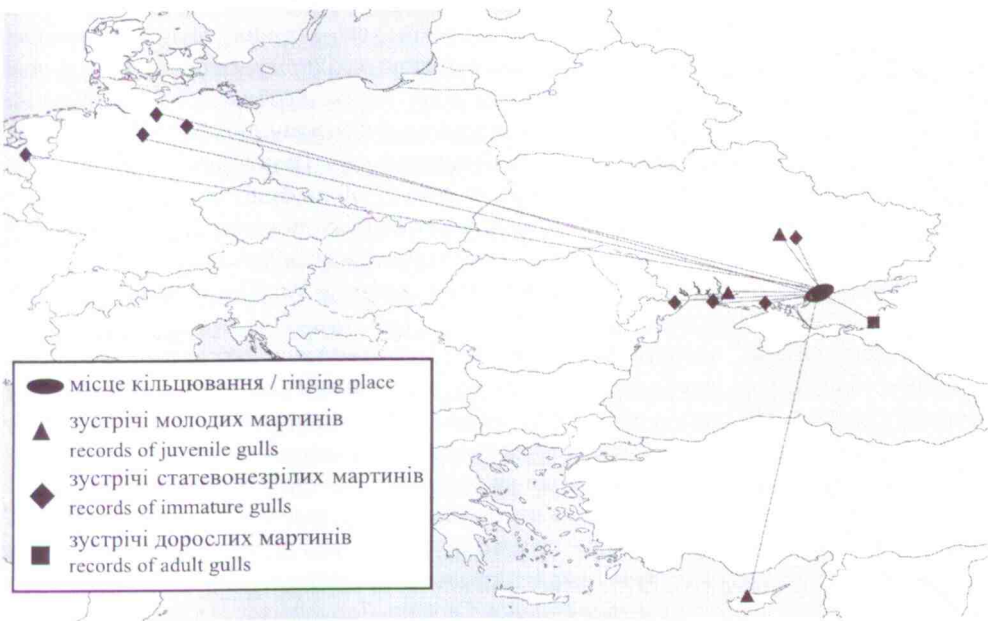 місце кільцювання / ringing place
зустрічі молодих мартинів
records of juvenile gulls
зустрічі статевонезрілих мартинів
records of immature gulls
зустрічі дорослих мартинів
records of adult gulls